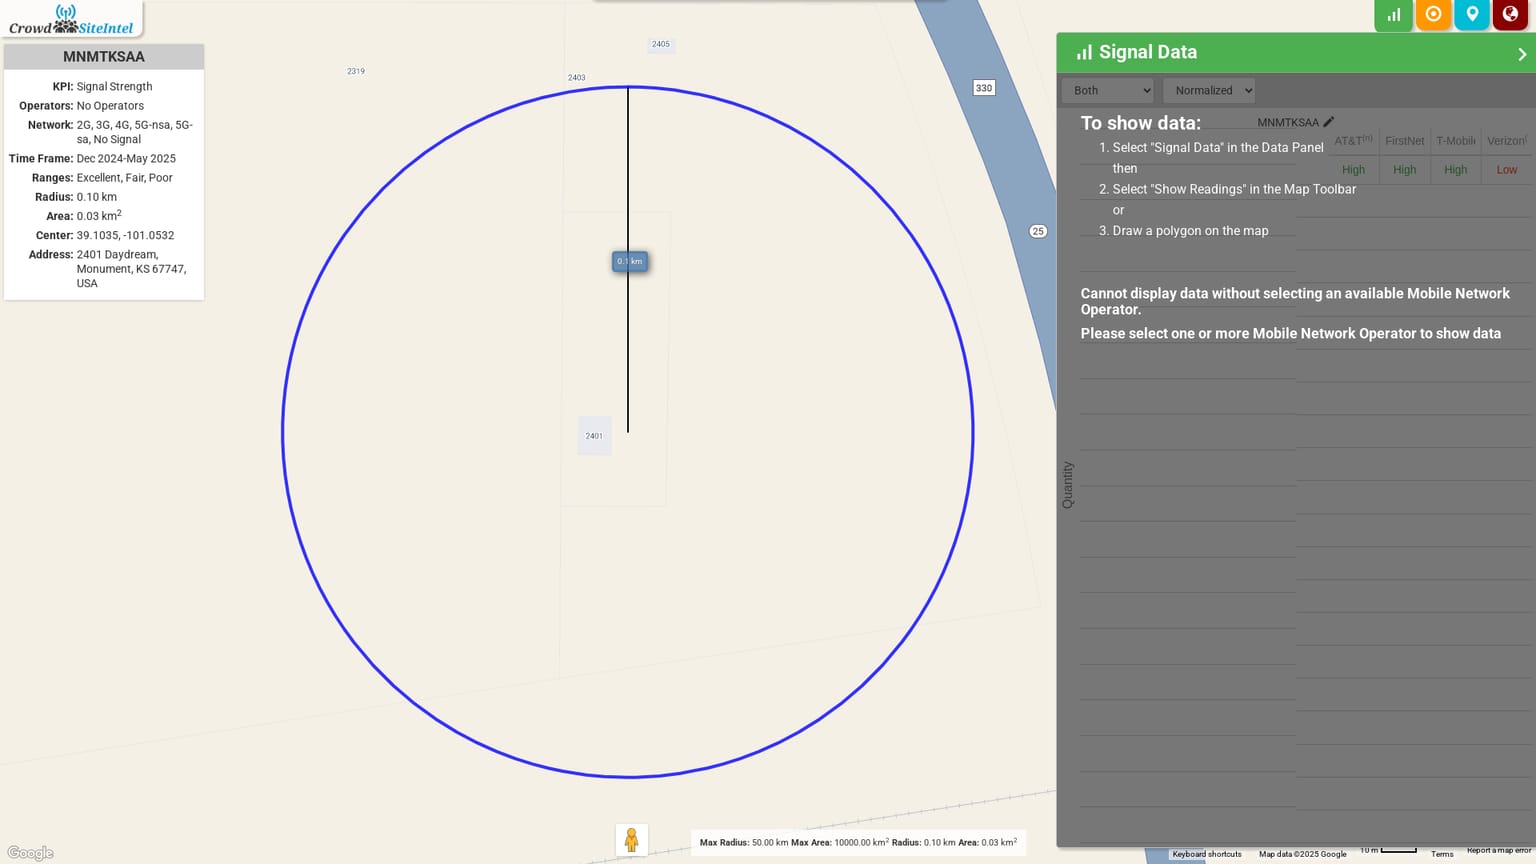 Crowd SiteIntel
MNMTKSAA
KPI: Signal Strength
Operators: No Operators
Network: 2G, 3G, 4G, 5G-nsa, 5G-
sa, No Signal
Time Frame: Dec 2024-May 2025
Ranges: Excellent, Fair, Poor
Radius: 0.10 km
Area: 0.03 km²
Center: 39.1035, -101.0532
Address: 2401 Daydream,
Monument, KS 67747,
USA
2405
2319
2403
330
25
0.1 km
2401
Signal Data
Both
Normalized
To show data:
MNMTKSAA
AT&T(n)
FirstNet
T-Mobile
Verizon
High
High
High
Low
1. Select "Signal Data" in the Data Panel
then
2. Select "Show Readings" in the Map Toolbar
or
3. Draw a polygon on the map
Cannot display data without selecting an available Mobile Network
Operator.
Please select one or more Mobile Network Operator to show data
Quantity
Max Radius: 50.00 km Max Area: 10000.00 km² Radius: 0.10 km Area: 0.03 km²
Google
Keyboard shortcuts
Map data ©2025 Google
10 m
Terms
Report a map error